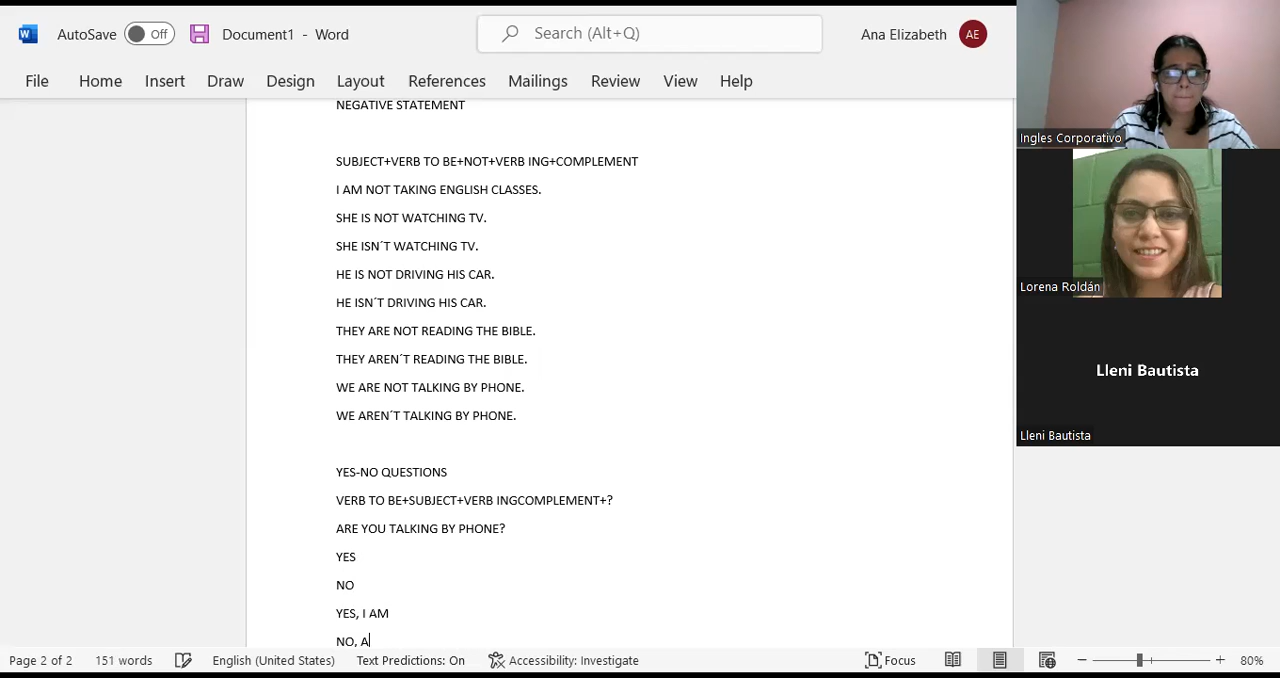 AutoSave Off Document1 - Word Search (Alt+Q) Ana Elizabeth AE
File Home Insert Draw Design Layout References Mailings Review View Help
NEGATIVE STATEMENT
SUBJECT+VERB TO BE+NOT+VERB ING+COMPLEMENT
I AM NOT TAKING ENGLISH CLASSES.
SHE IS NOT WATCHING TV.
SHE ISN´T WATCHING TV.
HE IS NOT DRIVING HIS CAR.
HE ISN´T DRIVING HIS CAR.
THEY ARE NOT READING THE BIBLE.
THEY AREN´T READING THE BIBLE.
WE ARE NOT TALKING BY PHONE.
WE AREN´T TALKING BY PHONE.
YES-NO QUESTIONS
VERB TO BE+SUBJECT+VERB INGCOMPLEMENT+?
ARE YOU TALKING BY PHONE?
YES
NO
YES, I AM
NO, A
Page 2 of 2 151 words English (United States) Text Predictions: On Accessibility: Investigate Focus 80%
Ingles Corporativo
Lorena Roldán
Lleni Bautista
Lleni Bautista